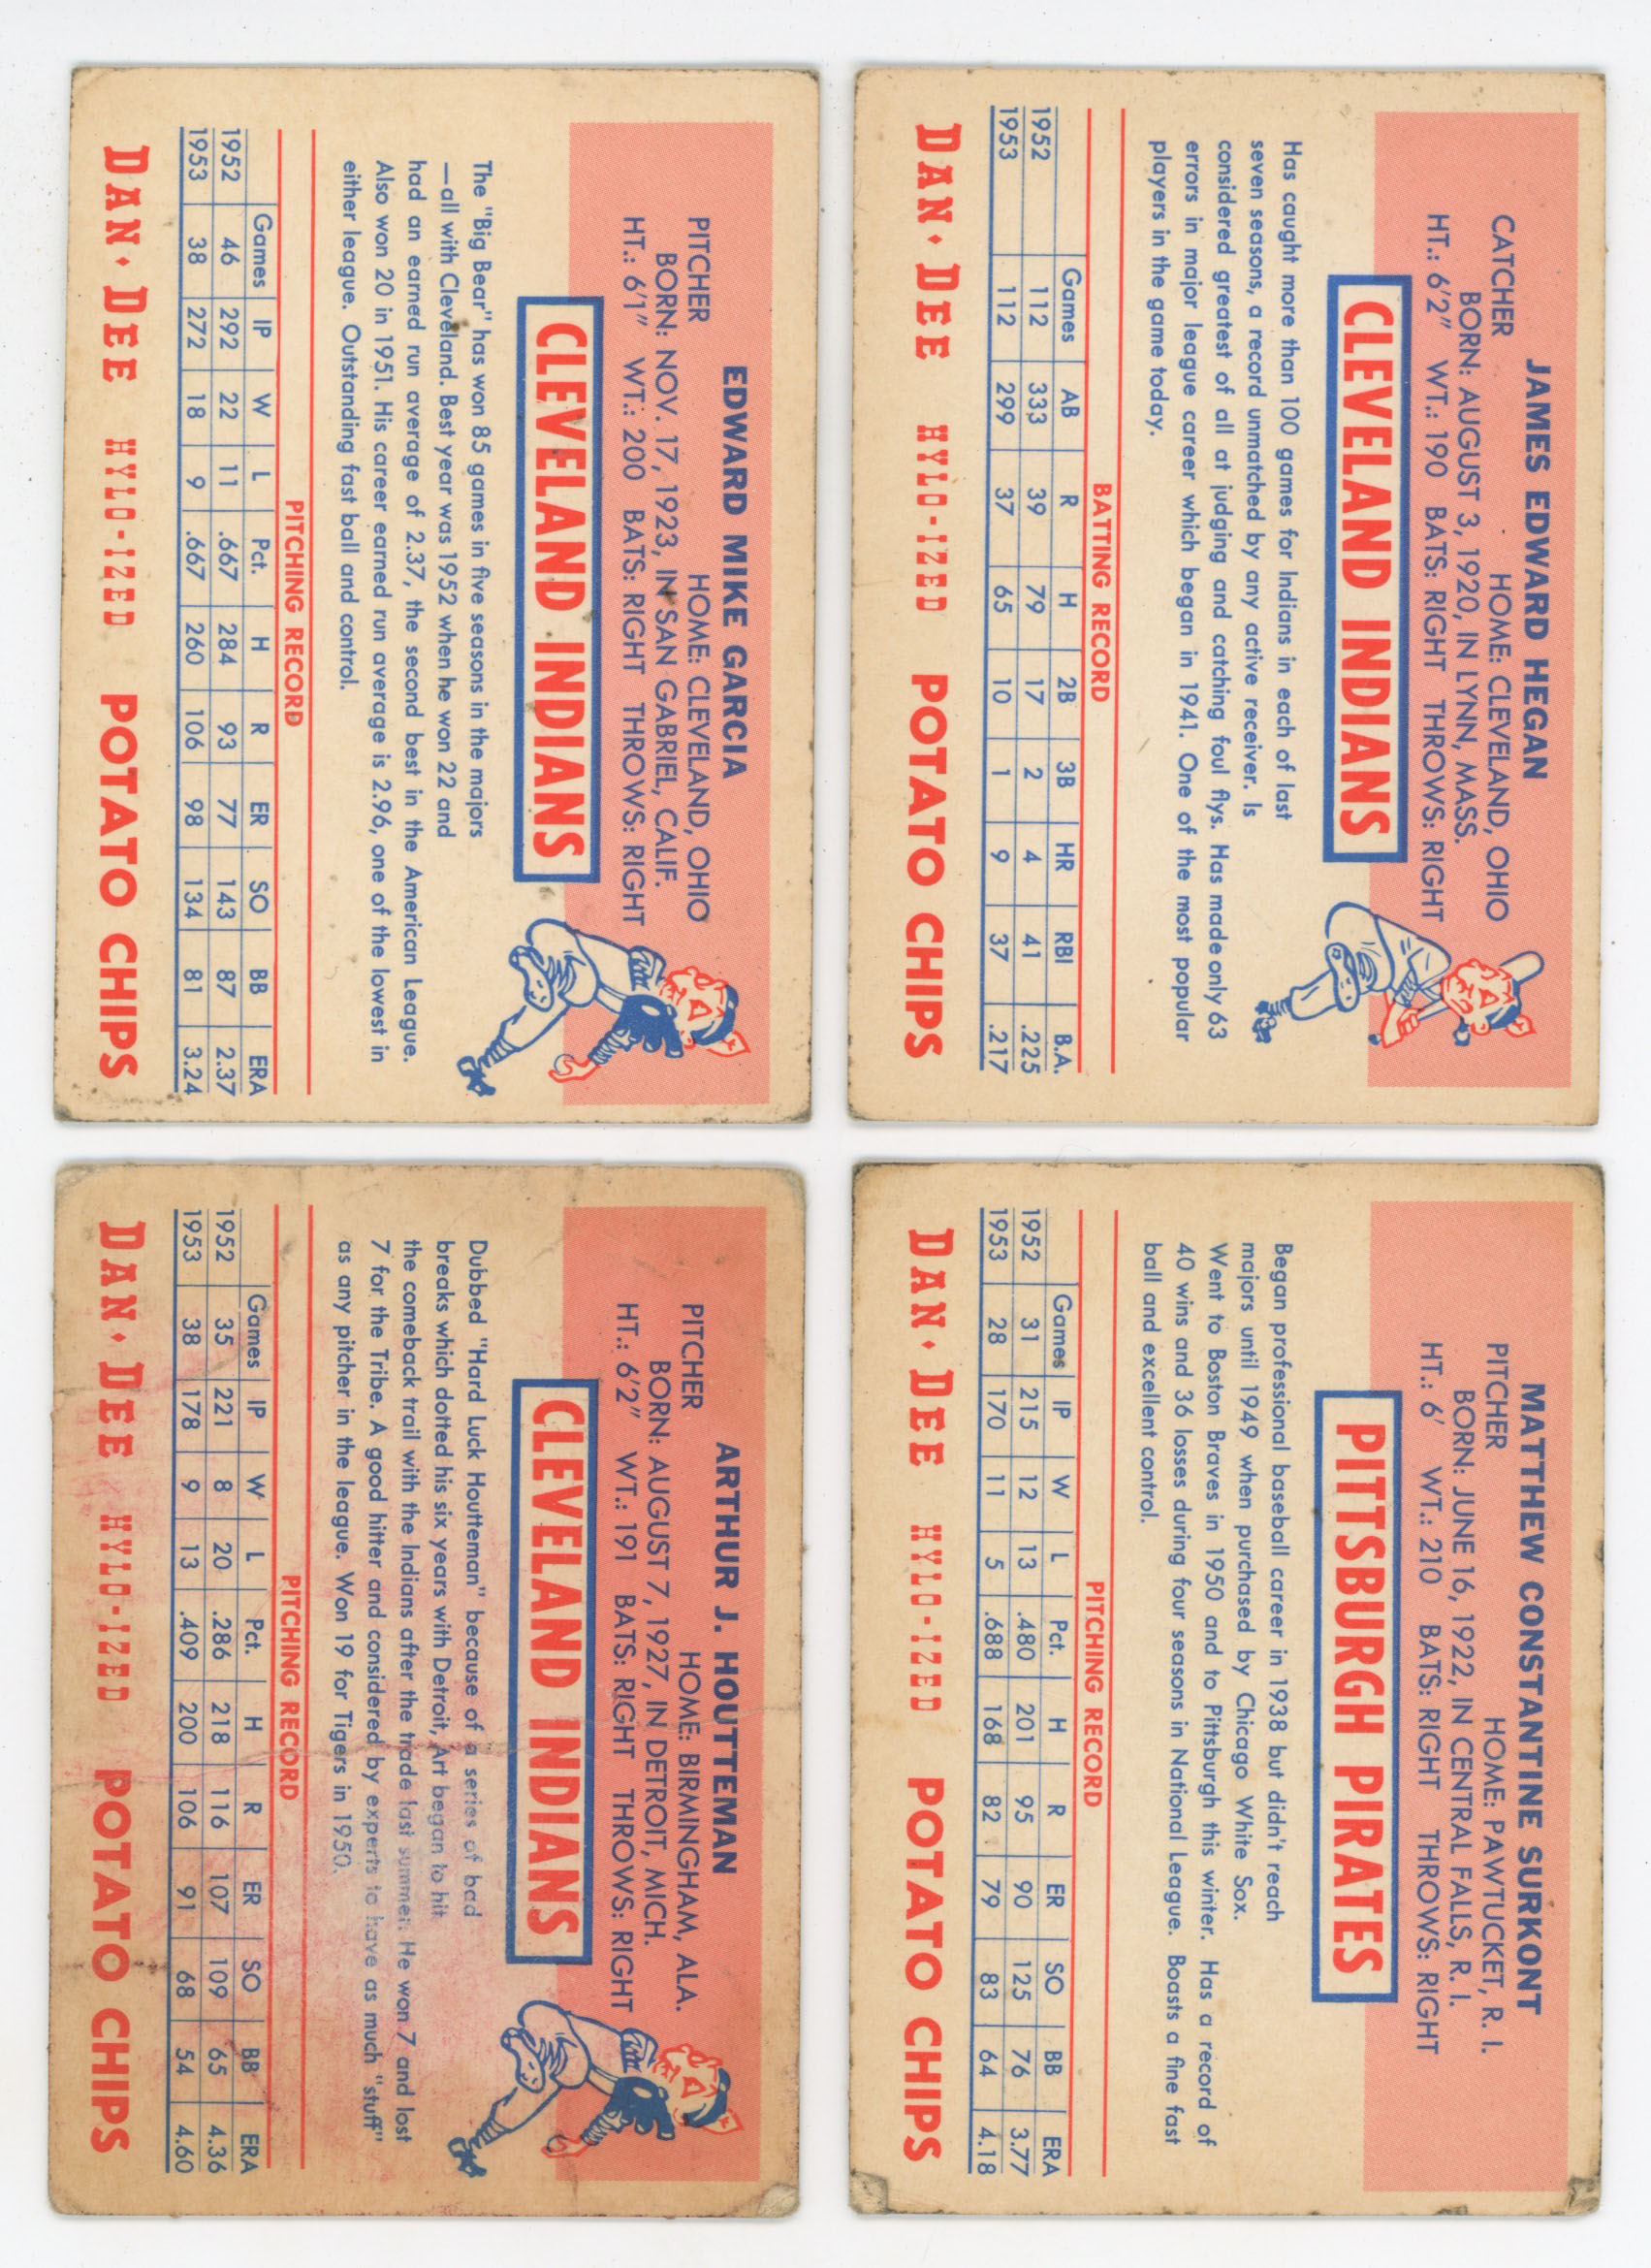 JAMES EDWARD HEGAN
CATCHER HOME: CLEVELAND, OHIO
BORN: AUGUST 3, 1920, IN LYNN, MASS.
HT.: 6'2" WT.: 190 BATS: RIGHT THROWS: RIGHT
CLEVELAND INDIANS
Has caught more than 100 games for Indians in each of last
seven seasons, a record unmatched by any active receiver. Is
considered greatest of all at judging and catching foul flys. Has made only 63
errors in major league career which began in 1941. One of the most popular
players in the game today.
BATTING RECORD
Games AB R H 2B 3B HR RBI B.A.
1952 112 333 39 79 17 2 4 41 .225
1953 112 299 37 65 10 1 9 37 .217
DAN·DEE HYLO-IZED POTATO CHIPS
EDWARD MIKE GARCIA
PITCHER HOME: CLEVELAND, OHIO
BORN: NOV. 17, 1923, IN SAN GABRIEL, CALIF.
HT.: 6'1" WT.: 200 BATS: RIGHT THROWS: RIGHT
CLEVELAND INDIANS
The "Big Bear" has won 85 games in five seasons in the majors
—all with Cleveland. Best year was 1952 when he won 22 and
had an earned run average of 2.37, the second best in the American League.
Also won 20 in 1951. His career earned run average is 2.96, one of the lowest in
either league. Outstanding fast ball and control.
PITCHING RECORD
Games IP W L Pct. H R ER SO BB ERA
1952 46 292 22 11 .667 284 93 77 143 87 2.37
1953 38 272 18 9 .667 260 106 98 134 81 3.24
DAN·DEE HYLO-IZED POTATO CHIPS
MATTHEW CONSTANTINE SURKONT
PITCHER HOME: PAWTUCKET, R. I.
BORN: JUNE 16, 1922, IN CENTRAL FALLS, R. I.
HT.: 6' WT.: 210 BATS: RIGHT THROWS: RIGHT
PITTSBURGH PIRATES
Began professional baseball career in 1938 but didn't reach
majors until 1949 when purchased by Chicago White Sox.
Went to Boston Braves in 1950 and to Pittsburgh this winter. Has a record of
40 wins and 36 losses during four seasons in National League. Boasts a fine fast
ball and excellent control.
PITCHING RECORD
Games IP W L Pct. H R ER SO BB ERA
1952 31 215 12 13 .480 201 95 90 125 76 3.77
1953 28 170 11 5 .688 168 82 79 83 64 4.18
DAN·DEE HYLO-IZED POTATO CHIPS
ARTHUR J. HOUTTEMAN
PITCHER HOME: BIRMINGHAM, ALA.
BORN: AUGUST 7, 1927, IN DETROIT, MICH.
HT.: 6'2" WT.: 191 BATS: RIGHT THROWS: RIGHT
CLEVELAND INDIANS
Dubbed "Hard Luck Houtteman" because of a series of bad
breaks which dotted his six years with Detroit, Art began to hit
the comeback trail with the Indians after the trade last summer. He won 7 and lost
7 for the Tribe. A good hitter and considered by experts to have as much "stuff"
as any pitcher in the league. Won 19 for Tigers in 1950.
PITCHING RECORD
Games IP W L Pct. H R ER SO BB ERA
1952 35 221 8 20 .286 218 116 107 109 65 4.36
1953 38 178 9 13 .409 200 106 91 68 54 4.60
DAN·DEE HYLO-IZED POTATO CHIPS